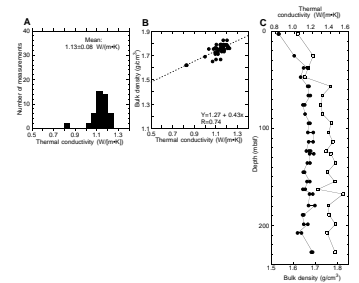 A
Mean:
1.13±0.08 W/(m•K)
Number of measurements
40
30
20
10
0
0.5 0.7 0.9 1.1 1.3
Thermal conductivity (W/[m•K])
B
Bulk density (g/cm³)
1.9
1.7
1.5
1.3
1.1
Y=1.27 + 0.43x
R=0.74
0.5 0.7 0.9 1.1 1.3
Thermal conductivity (W/[m•K])
C
Thermal
conductivity (W/[m•K])
0.8 1.0 1.2 1.4 1.6
Depth (mbsf)
0
100
200
1.5 1.6 1.7 1.8
Bulk density (g/cm³)